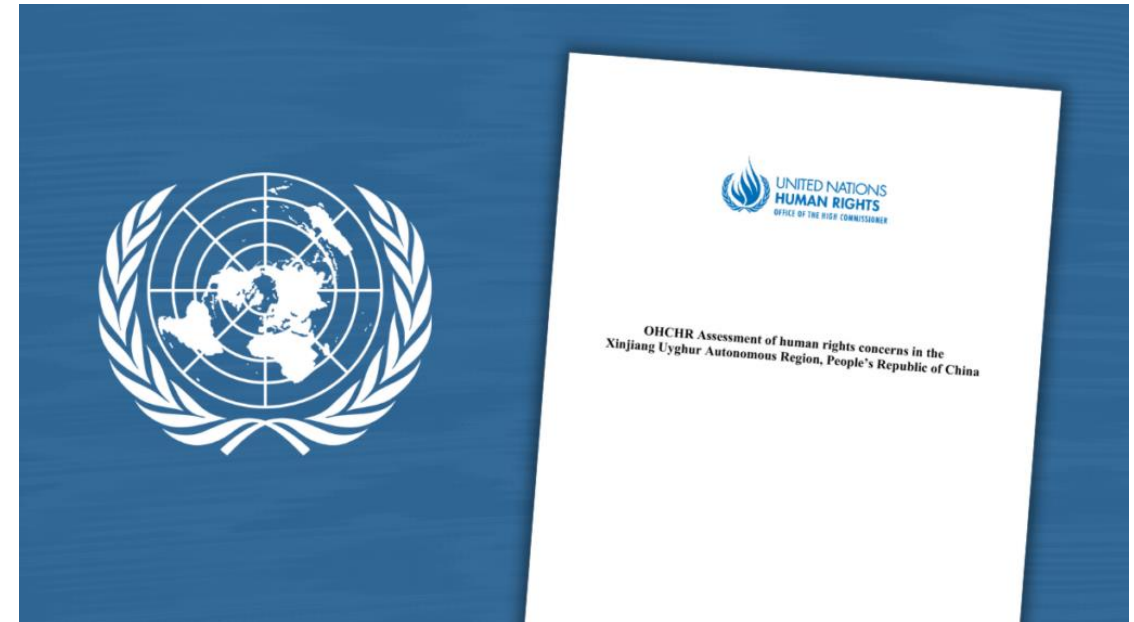 UNITED NATIONS
HUMAN RIGHTS
OFFICE OF THE HIGH COMMISSIONER
OHCHR Assessment of human rights concerns in the
Xinjiang Uyghur Autonomous Region, People's Republic of China